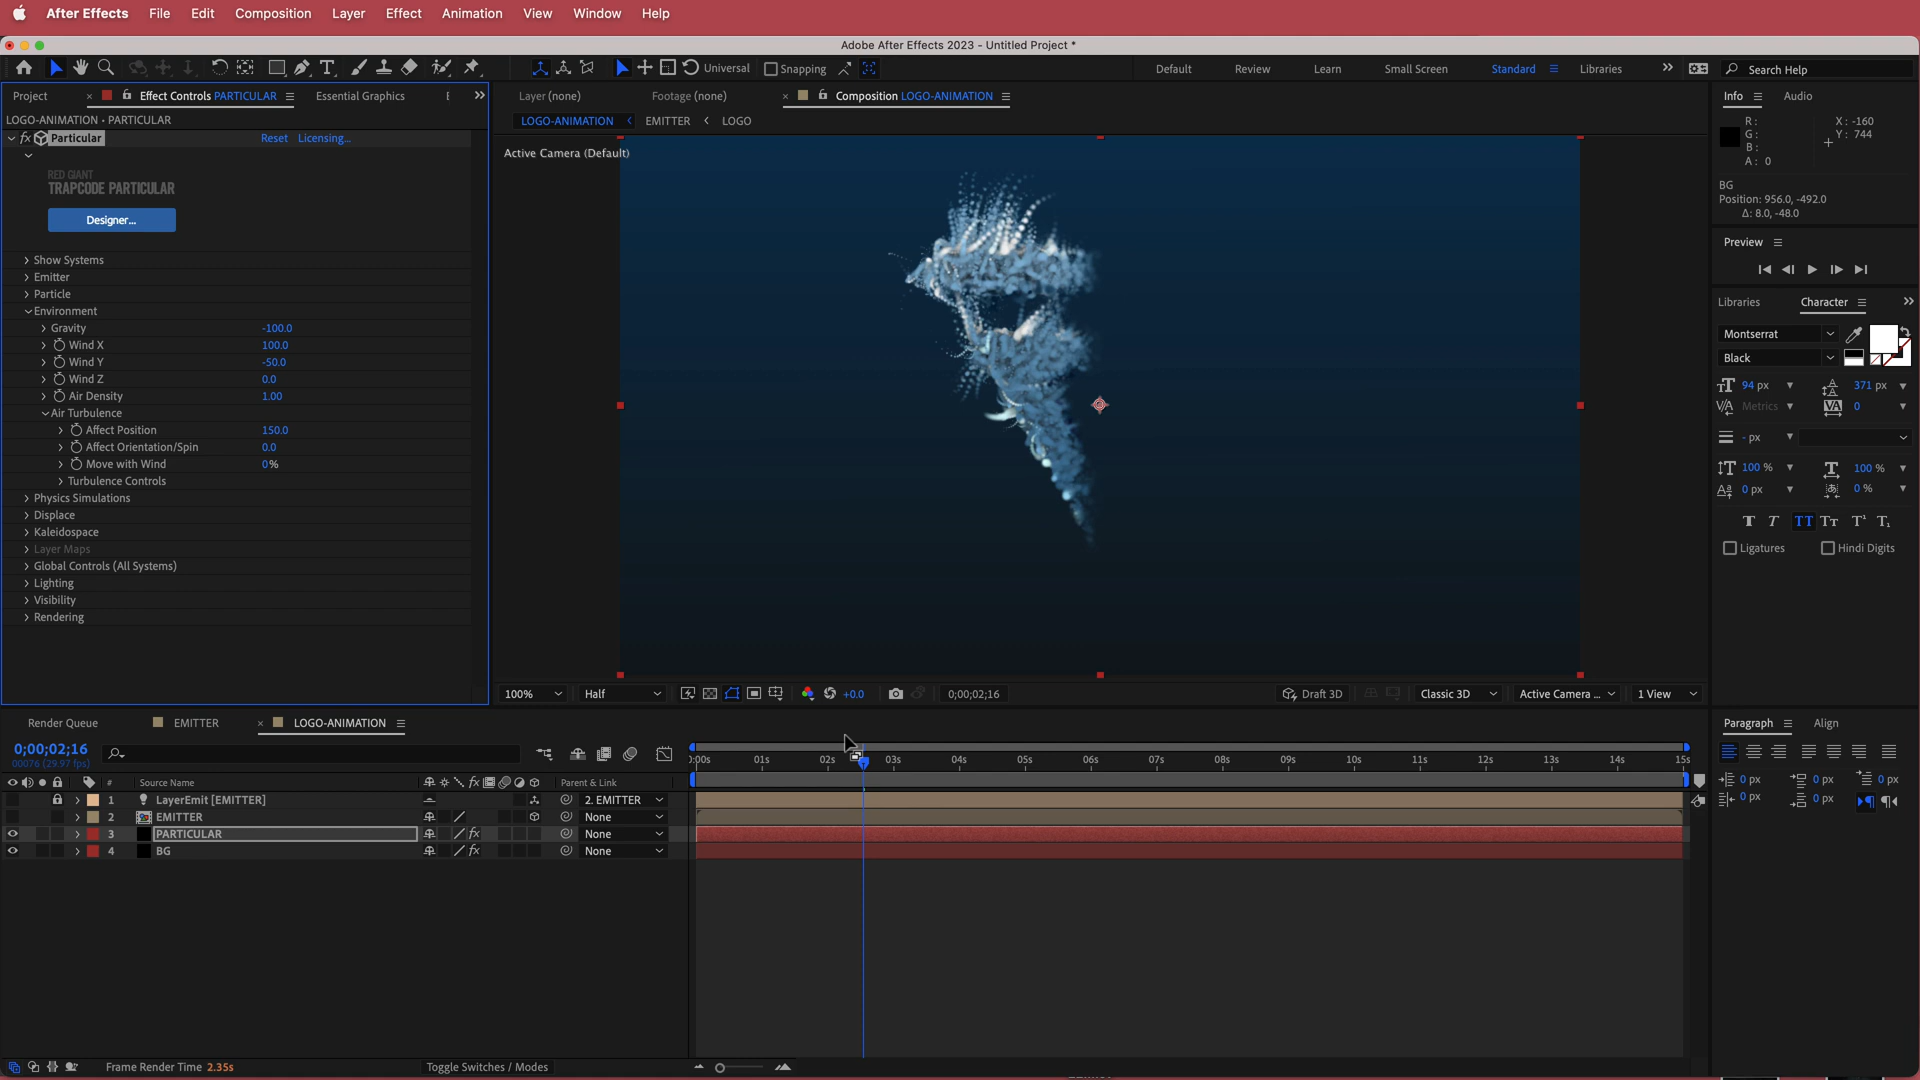 After Effects File Edit Composition Layer Effect Animation View Window Help
Adobe After Effects 2023 - Untitled Project *
Universal Snapping Default Review Learn Small Screen Standard Libraries Search Help
Project Effect Controls PARTICULAR Essential Graphics
LOGO-ANIMATION • PARTICULAR
fx Particular Reset Licensing...
RED GIANT
TRAPCODE PARTICULAR
Designer...
Show Systems
Emitter
Particle
Environment
Gravity -100.0
Wind X 100.0
Wind Y -50.0
Wind Z 0.0
Air Density 1.00
Air Turbulence
Affect Position 150.0
Affect Orientation/Spin 0.0
Move with Wind 0%
Turbulence Controls
Physics Simulations
Displace
Kaleidospace
Layer Maps
Global Controls (All Systems)
Lighting
Visibility
Rendering
Layer (none) Footage (none) Composition LOGO-ANIMATION
LOGO-ANIMATION EMITTER LOGO
Active Camera (Default)
100% Half +0.0 0;00;02;16 Draft 3D Classic 3D Active Camera ... 1 View
Info Audio
R: X: -160
G: Y: 744
B:
A: 0
BG
Position: 956.0, -492.0
Δ: 8.0, -48.0
Preview
Libraries Character
Montserrat
Black
94 px 371 px
Metrics 0
- px
100 % 100 %
0 px 0 %
Ligatures Hindi Digits
Render Queue EMITTER LOGO-ANIMATION
0;00;02;16
00076 (29.97 fps)
:00s 01s 02s 03s 04s 05s 06s 07s 08s 09s 10s 11s 12s 13s 14s 15s
# Source Name Parent & Link
1 LayerEmit [EMITTER] 2. EMITTER
2 EMITTER None
3 PARTICULAR fx None
4 BG fx None
Frame Render Time 2.35s Toggle Switches / Modes
Paragraph Align
0 px 0 px 0 px
0 px 0 px